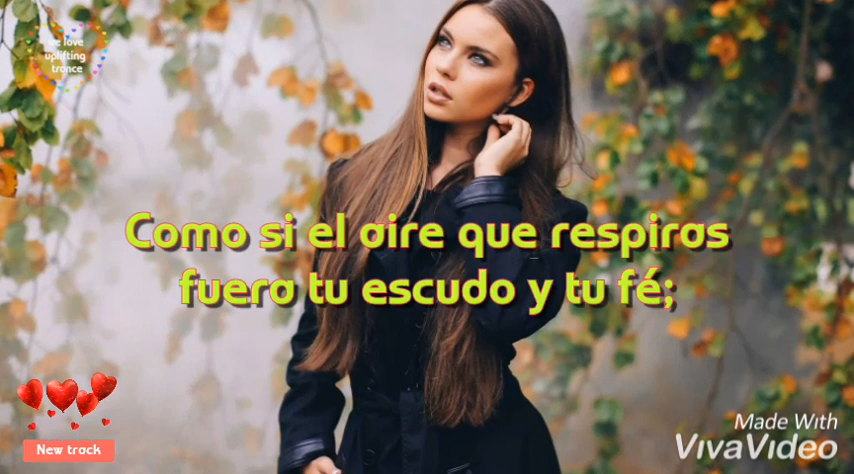 we love
uplifting
trance
Como si el aire que respiras
fuera tu escudo y tu fé;
New track
Made With
VivaVideo